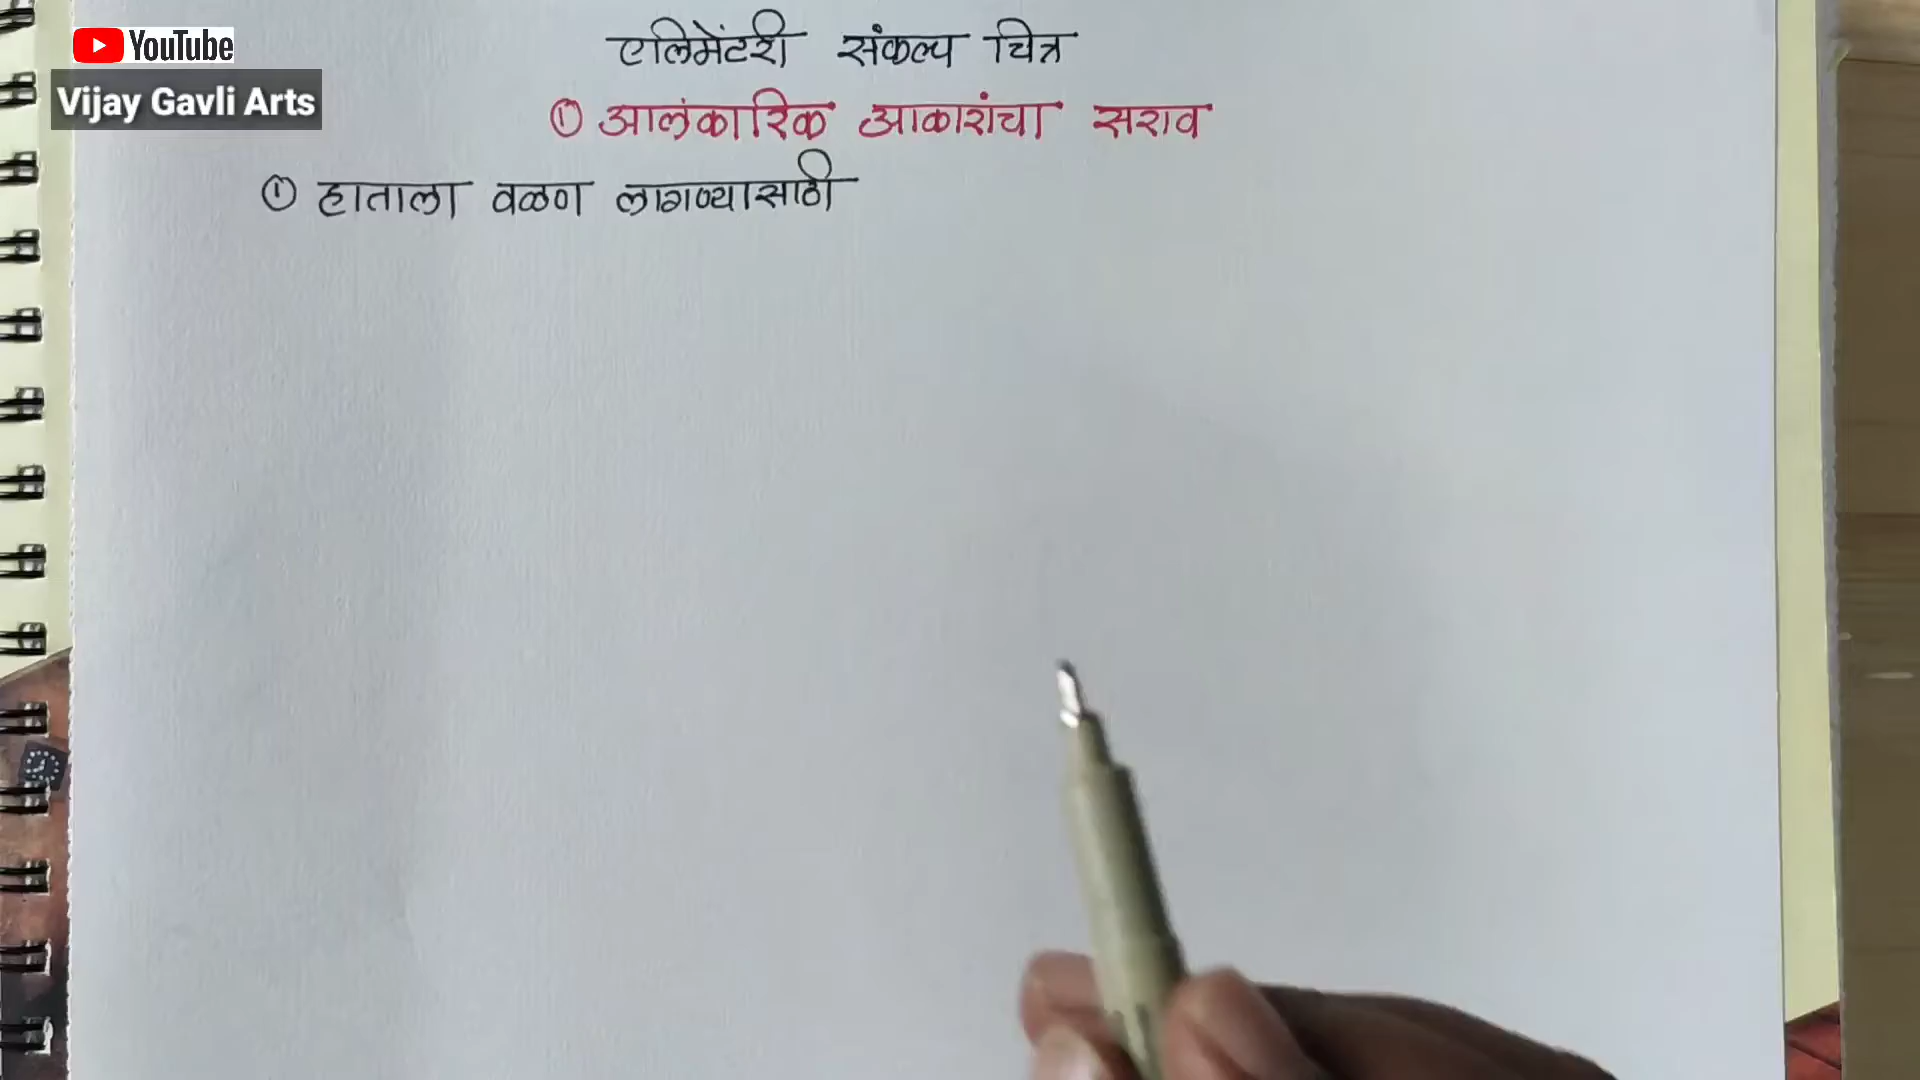 YouTube
Vijay Gavli Arts
एलिमेंटरी संकल्प चित्र
① आलंकारिक आकारांचा सराव
① हाताला वळण लागण्यासाठी